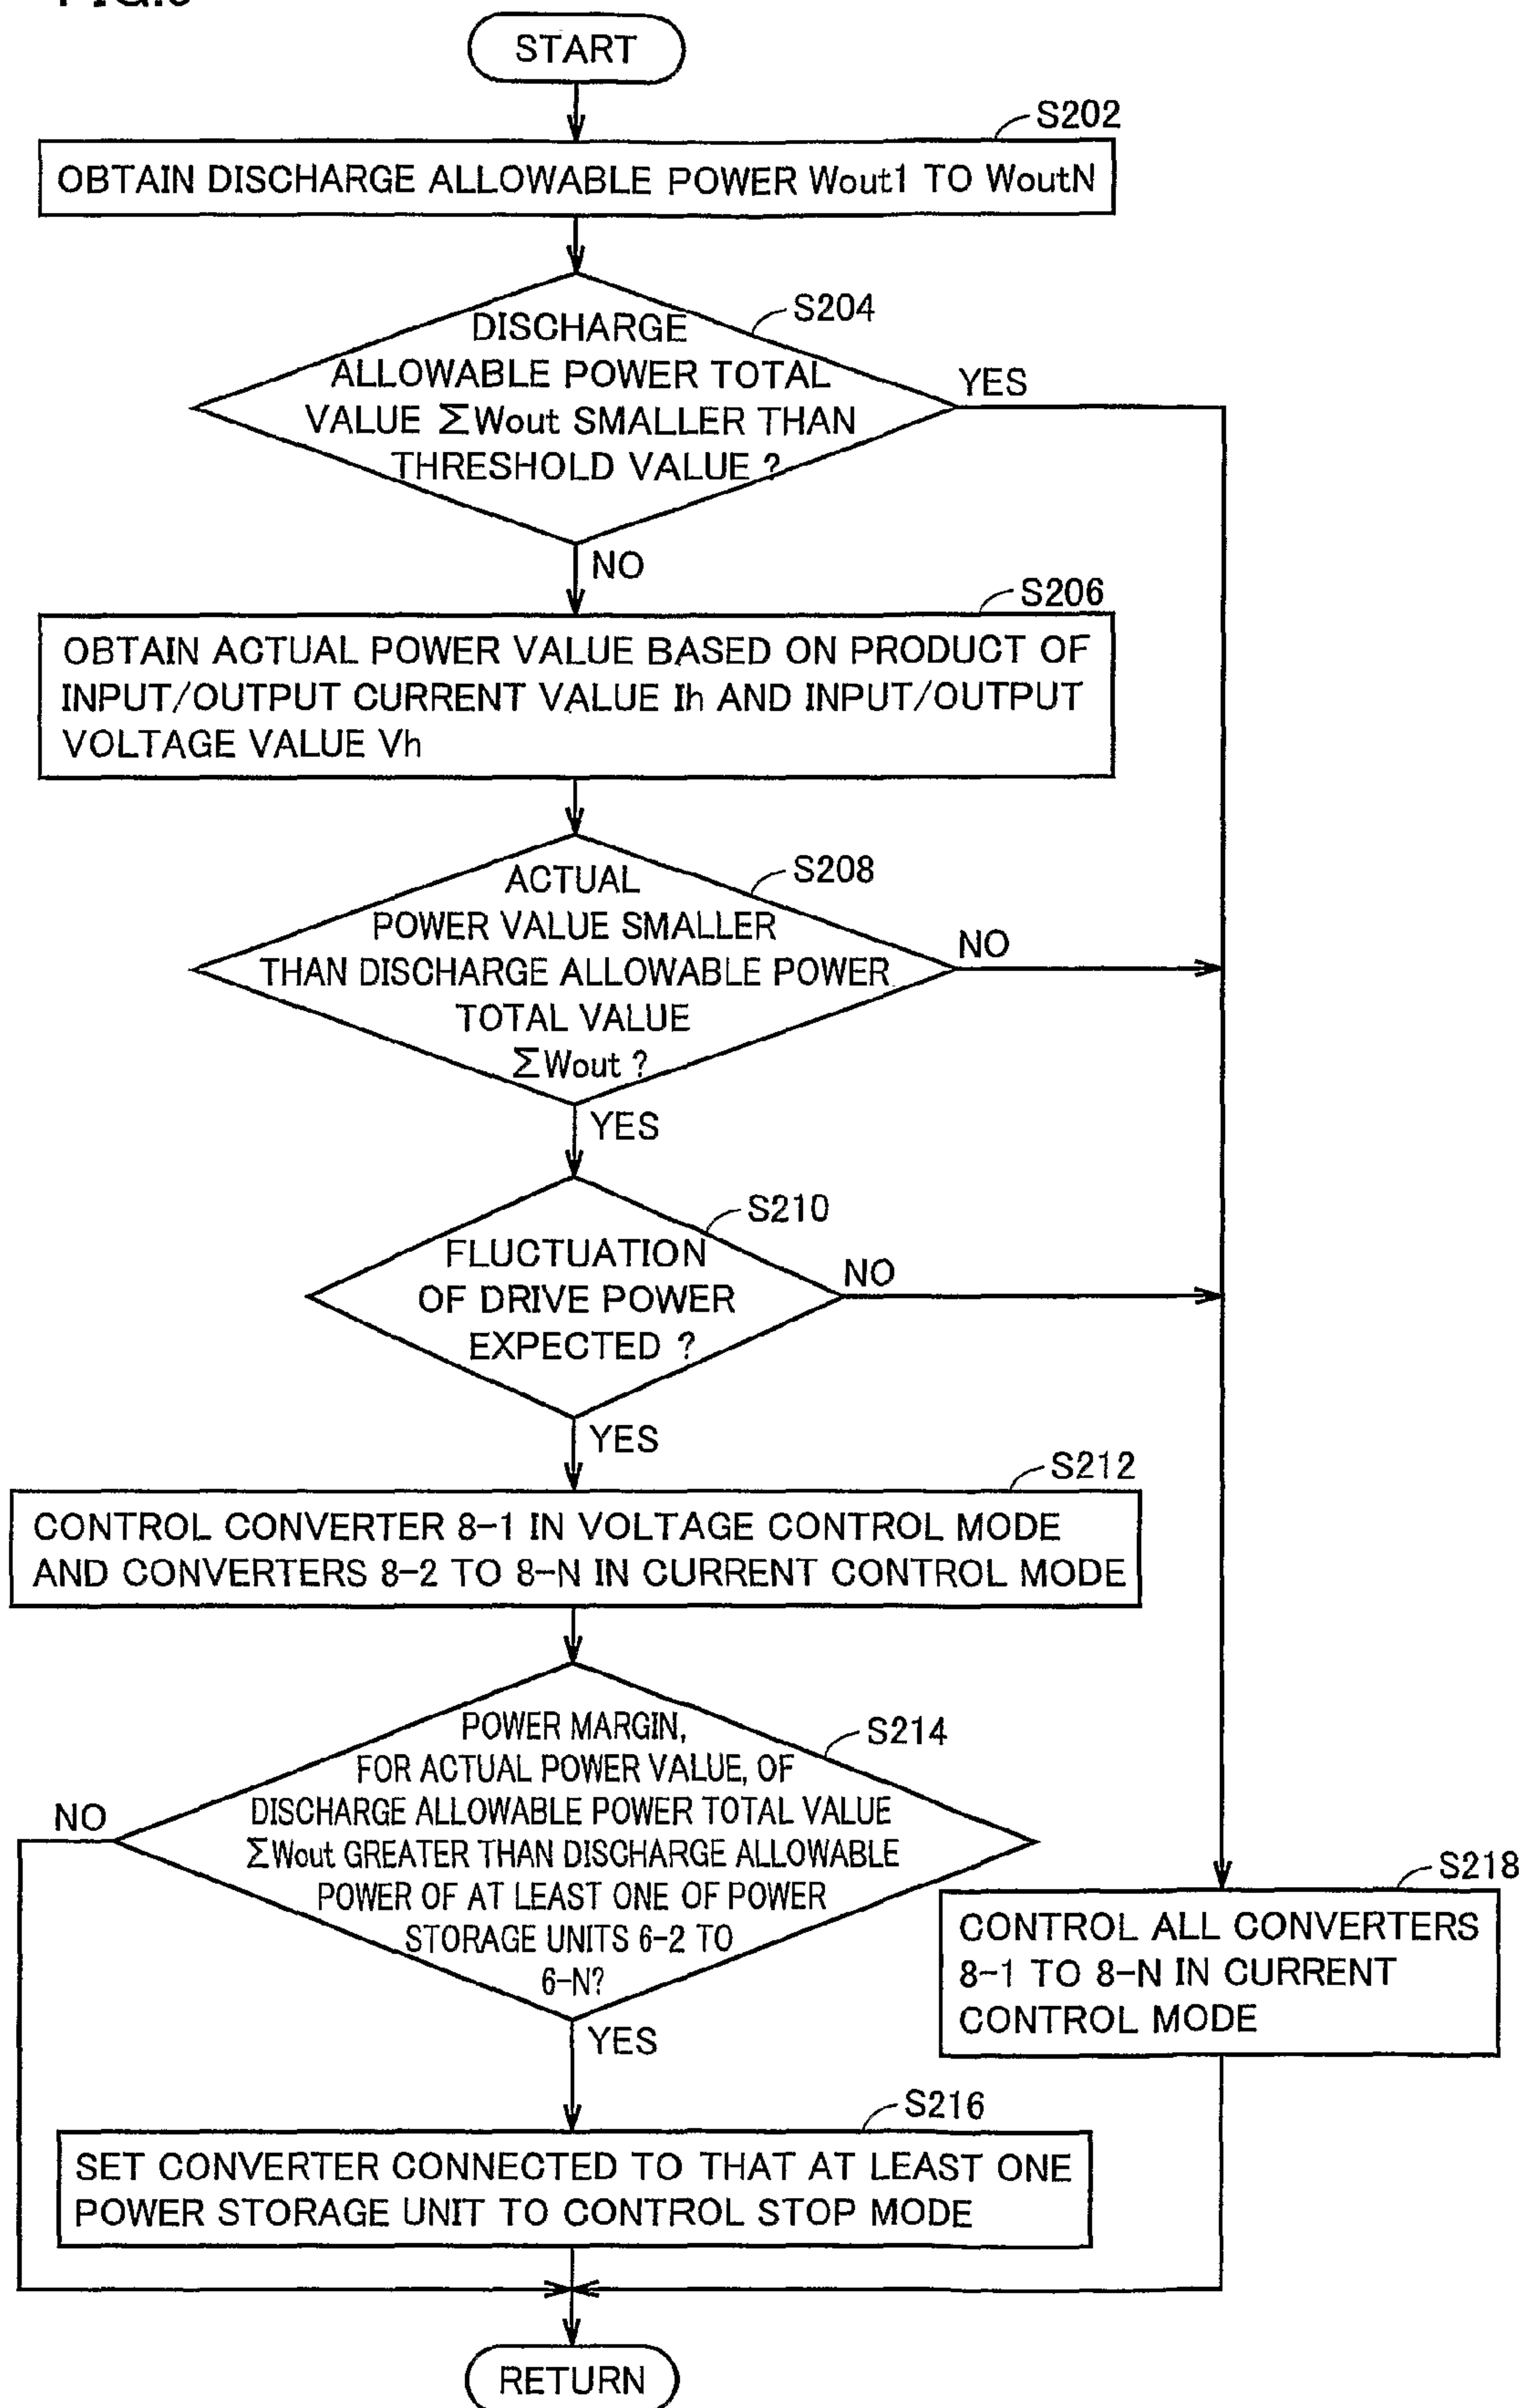 START
S202
OBTAIN DISCHARGE ALLOWABLE POWER Wout1 TO WoutN
S204
DISCHARGE
ALLOWABLE POWER TOTAL
VALUE ΣWout SMALLER THAN
THRESHOLD VALUE ?
YES
NO
S206
OBTAIN ACTUAL POWER VALUE BASED ON PRODUCT OF
INPUT/OUTPUT CURRENT VALUE Ih AND INPUT/OUTPUT
VOLTAGE VALUE Vh
S208
ACTUAL
POWER VALUE SMALLER
THAN DISCHARGE ALLOWABLE POWER
TOTAL VALUE
ΣWout ?
NO
YES
S210
FLUCTUATION
OF DRIVE POWER
EXPECTED ?
NO
YES
S212
CONTROL CONVERTER 8-1 IN VOLTAGE CONTROL MODE
AND CONVERTERS 8-2 TO 8-N IN CURRENT CONTROL MODE
S214
POWER MARGIN,
FOR ACTUAL POWER VALUE, OF
DISCHARGE ALLOWABLE POWER TOTAL VALUE
ΣWout GREATER THAN DISCHARGE ALLOWABLE
POWER OF AT LEAST ONE OF POWER
STORAGE UNITS 6-2 TO
6-N?
NO
YES
S218
CONTROL ALL CONVERTERS
8-1 TO 8-N IN CURRENT
CONTROL MODE
S216
SET CONVERTER CONNECTED TO THAT AT LEAST ONE
POWER STORAGE UNIT TO CONTROL STOP MODE
RETURN